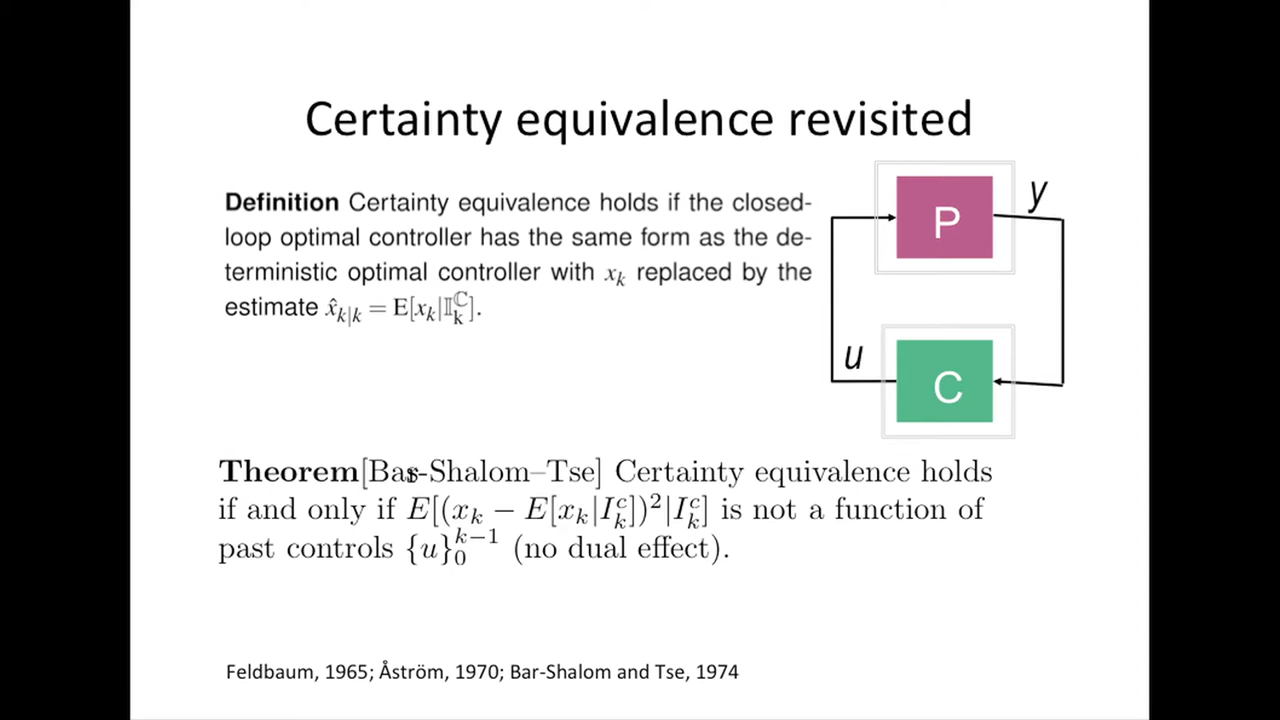 Certainty equivalence revisited
Definition Certainty equivalence holds if the closed-
loop optimal controller has the same form as the de-
terministic optimal controller with x_k replaced by the
estimate x̂_{k|k} = E[x_k|𝕀_k^ℂ].
P
y
u
C
Theorem[Bar-Shalom–Tse] Certainty equivalence holds
if and only if E[(x_k − E[x_k|I_k^c])^2|I_k^c] is not a function of
past controls {u}_0^{k−1} (no dual effect).
Feldbaum, 1965; Åström, 1970; Bar-Shalom and Tse, 1974